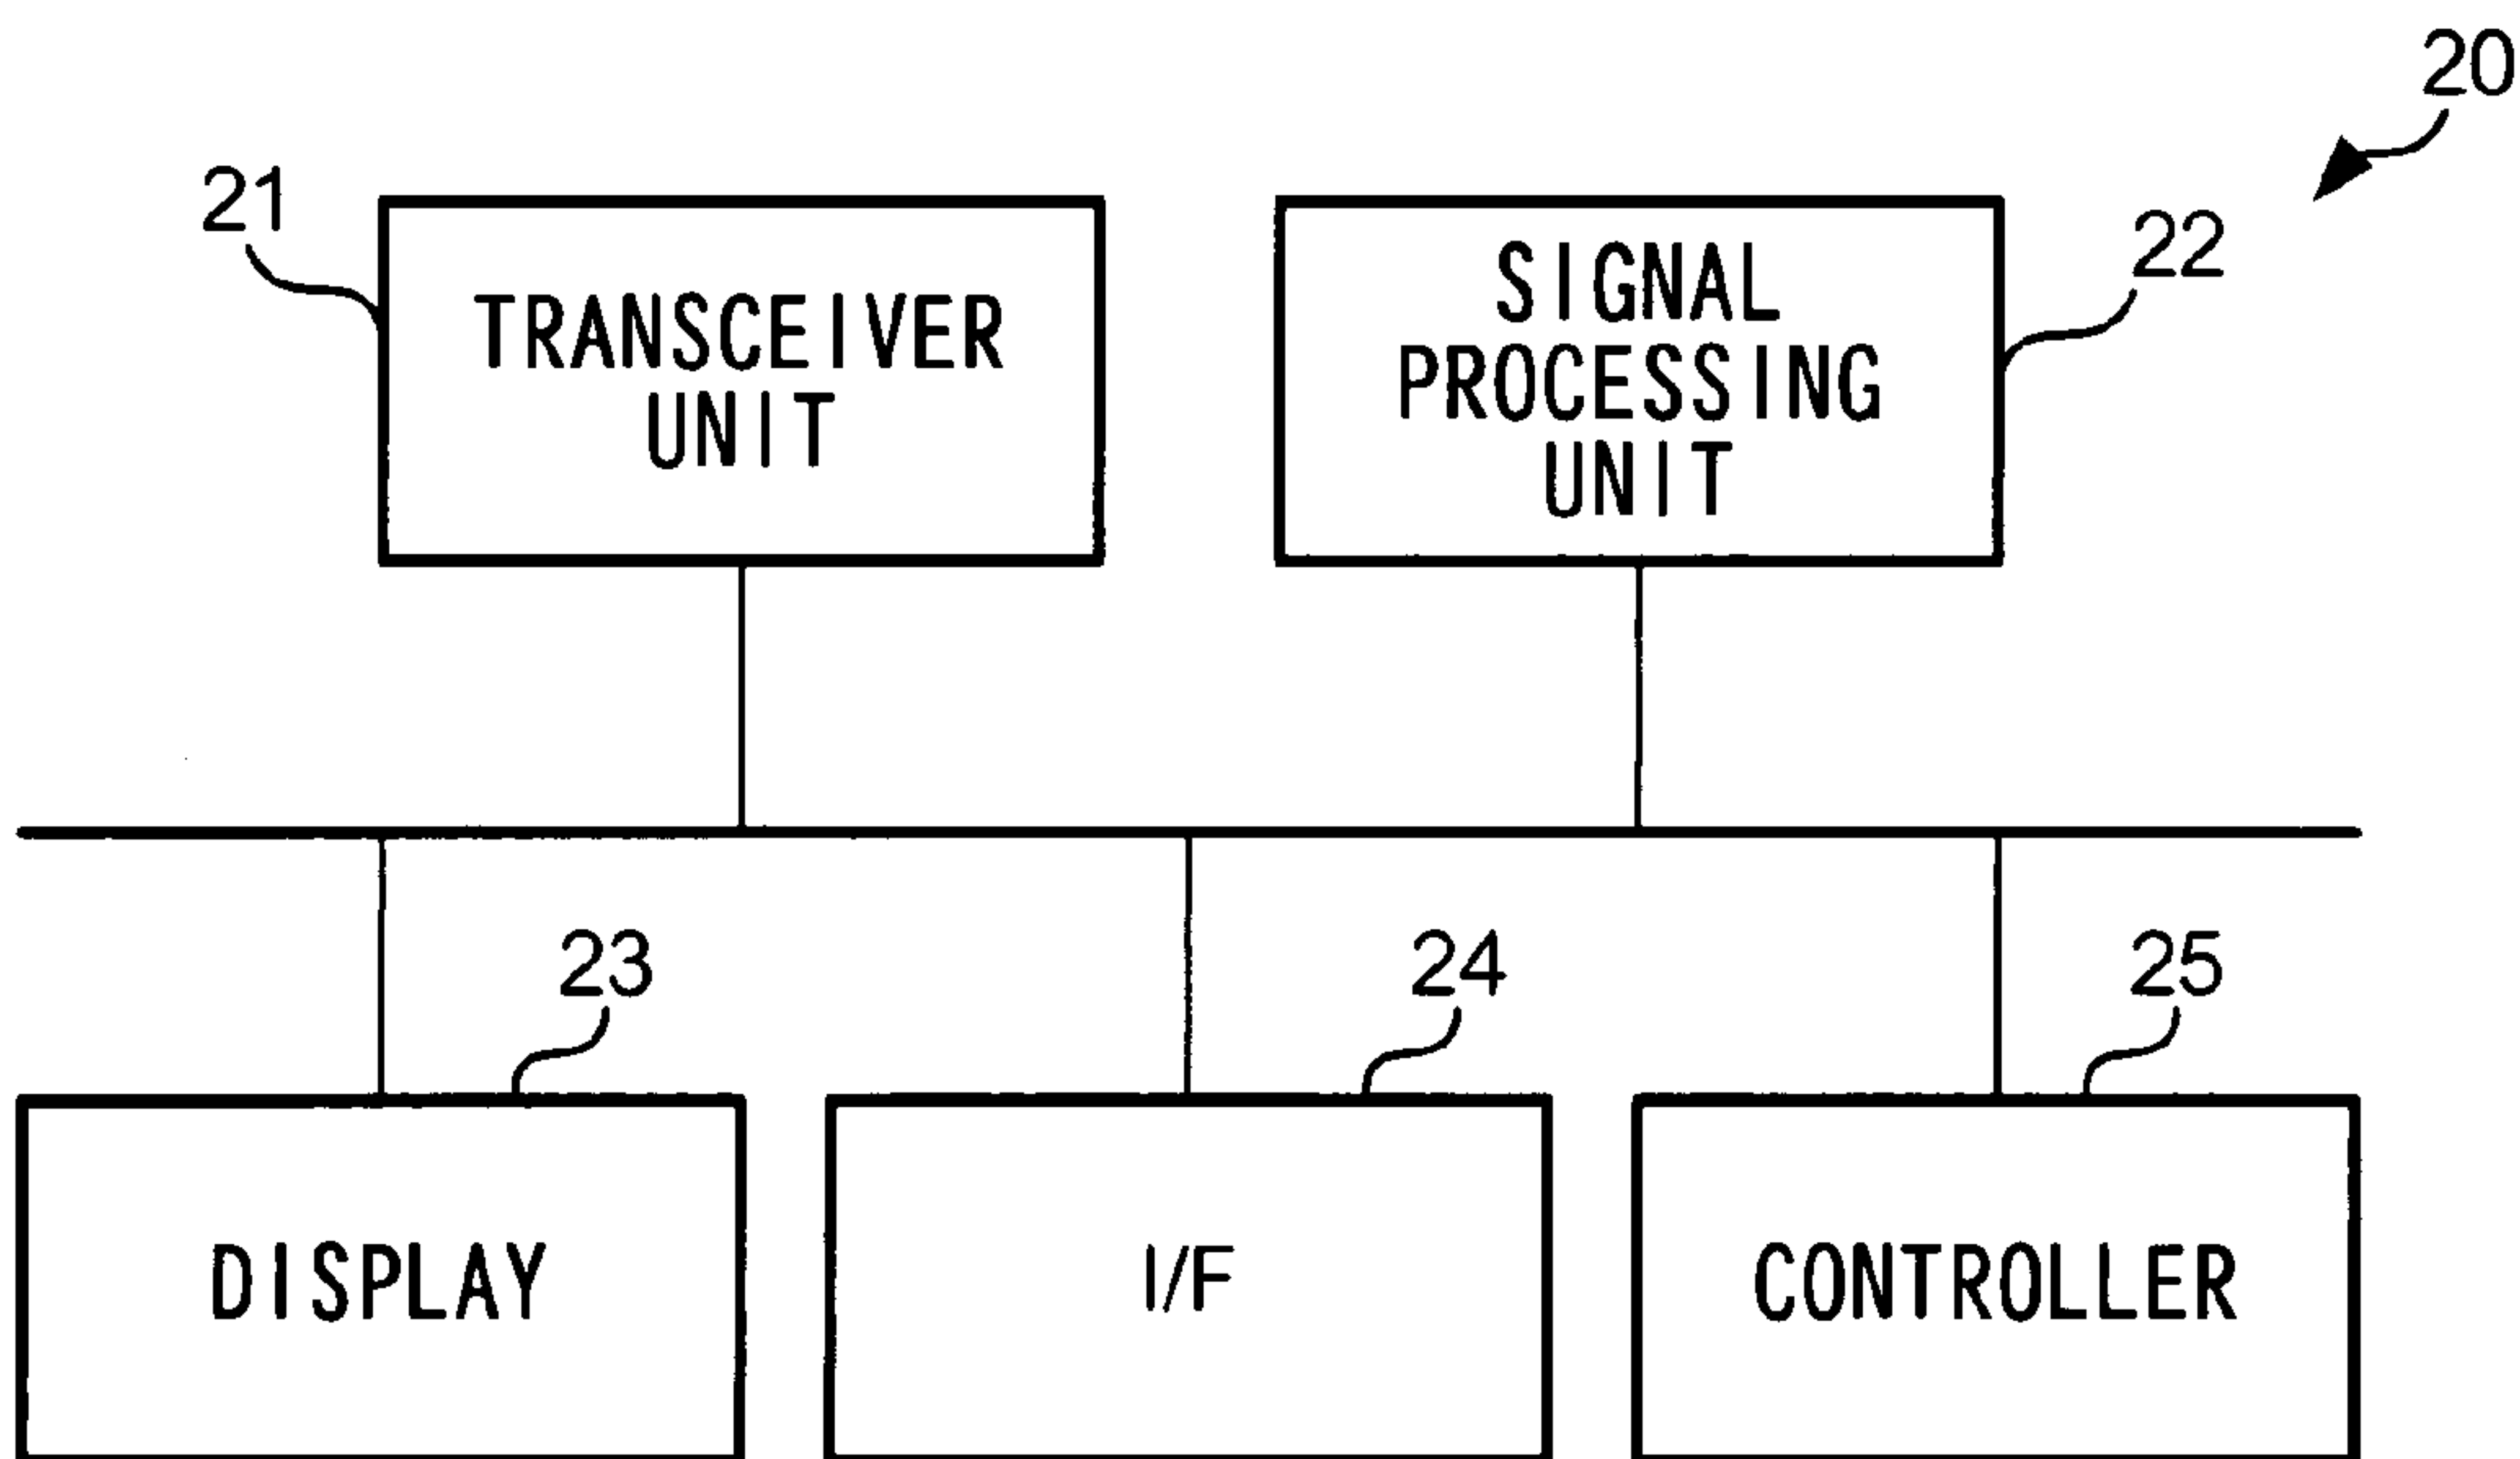 20
21
22
TRANSCEIVER
UNIT
SIGNAL
PROCESSING
UNIT
23
24
25
DISPLAY
I/F
CONTROLLER